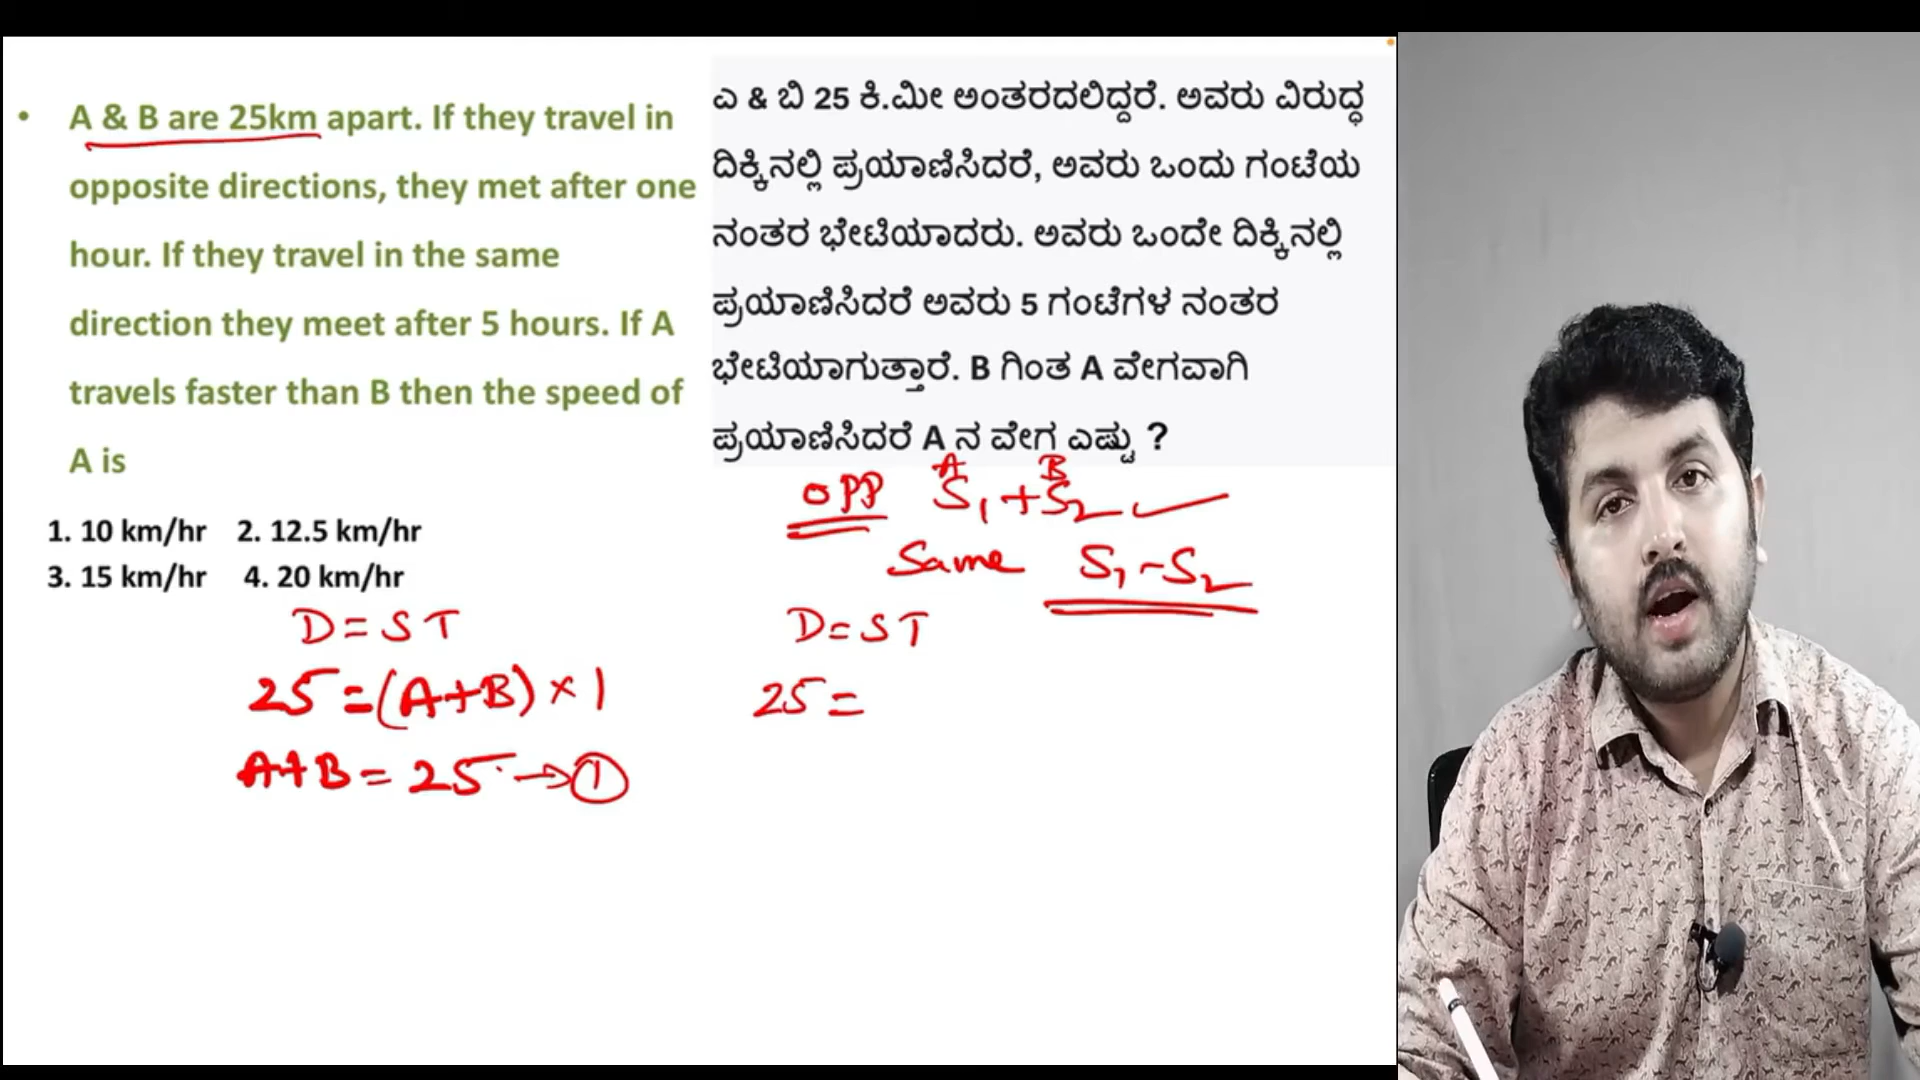 • A & B are 25km apart. If they travel in
opposite directions, they met after one
hour. If they travel in the same
direction they meet after 5 hours. If A
travels faster than B then the speed of
A is
1. 10 km/hr 2. 12.5 km/hr
3. 15 km/hr 4. 20 km/hr
D = S T
25 = (A+B) × 1
A+B = 25 → ①
ಎ & ಬಿ 25 ಕಿ.ಮೀ ಅಂತರದಲಿದ್ದರೆ. ಅವರು ವಿರುದ್ಧ
ದಿಕ್ಕಿನಲ್ಲಿ ಪ್ರಯಾಣಿಸಿದರೆ, ಅವರು ಒಂದು ಗಂಟೆಯ
ನಂತರ ಭೇಟಿಯಾದರು. ಅವರು ಒಂದೇ ದಿಕ್ಕಿನಲ್ಲಿ
ಪ್ರಯಾಣಿಸಿದರೆ ಅವರು 5 ಗಂಟೆಗಳ ನಂತರ
ಭೇಟಿಯಾಗುತ್ತಾರೆ. B ಗಿಂತ A ವೇಗವಾಗಿ
ಪ್ರಯಾಣಿಸಿದರೆ A ನ ವೇಗ ಎಷ್ಟು ?
A B
OPP S₁ + S₂
Same S₁ - S₂
D = S T
25 =